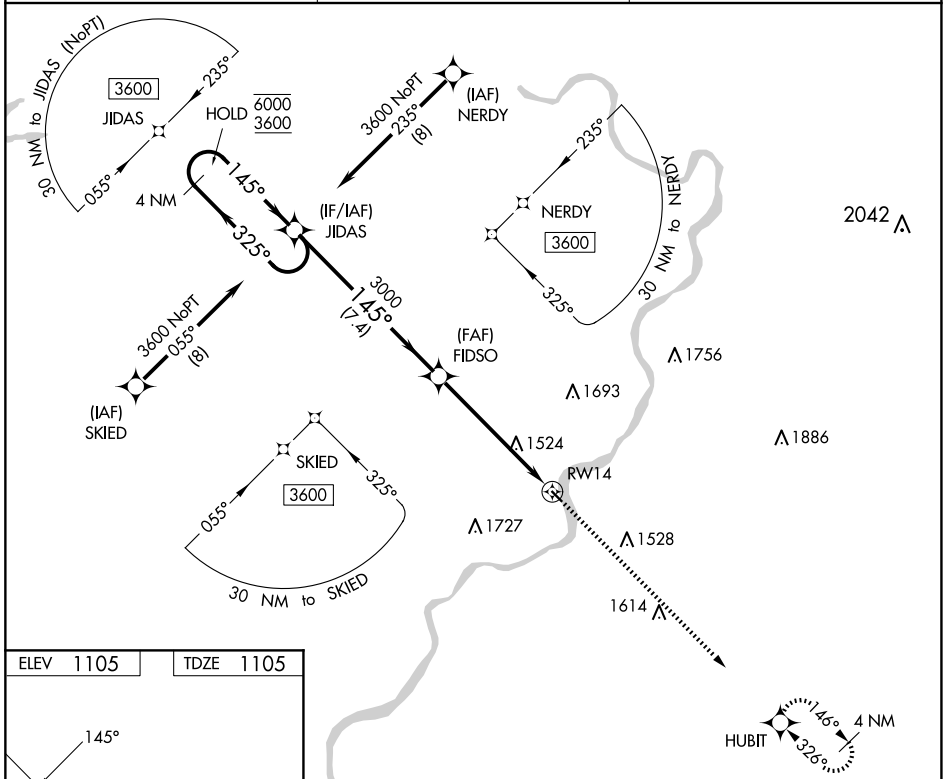 30 NM to JIDAS (NoPT)
3600
JIDAS
235°
055°
HOLD
6000
3600
4 NM
145°
325°
(IF/IAF)
JIDAS
3600 NoPT
235°
(8)
(IAF)
NERDY
235°
NERDY
3600
325°
30 NM to NERDY
2042
3600 NoPT
055°
(8)
(IAF)
SKIED
3000
145°
(7.4)
(FAF)
FIDSO
1756
1693
1886
1524
RW14
SKIED
3600
055°
325°
30 NM to SKIED
1727
1528
1614
HUBIT
146°
326°
4 NM
ELEV 1105
TDZE 1105
145°